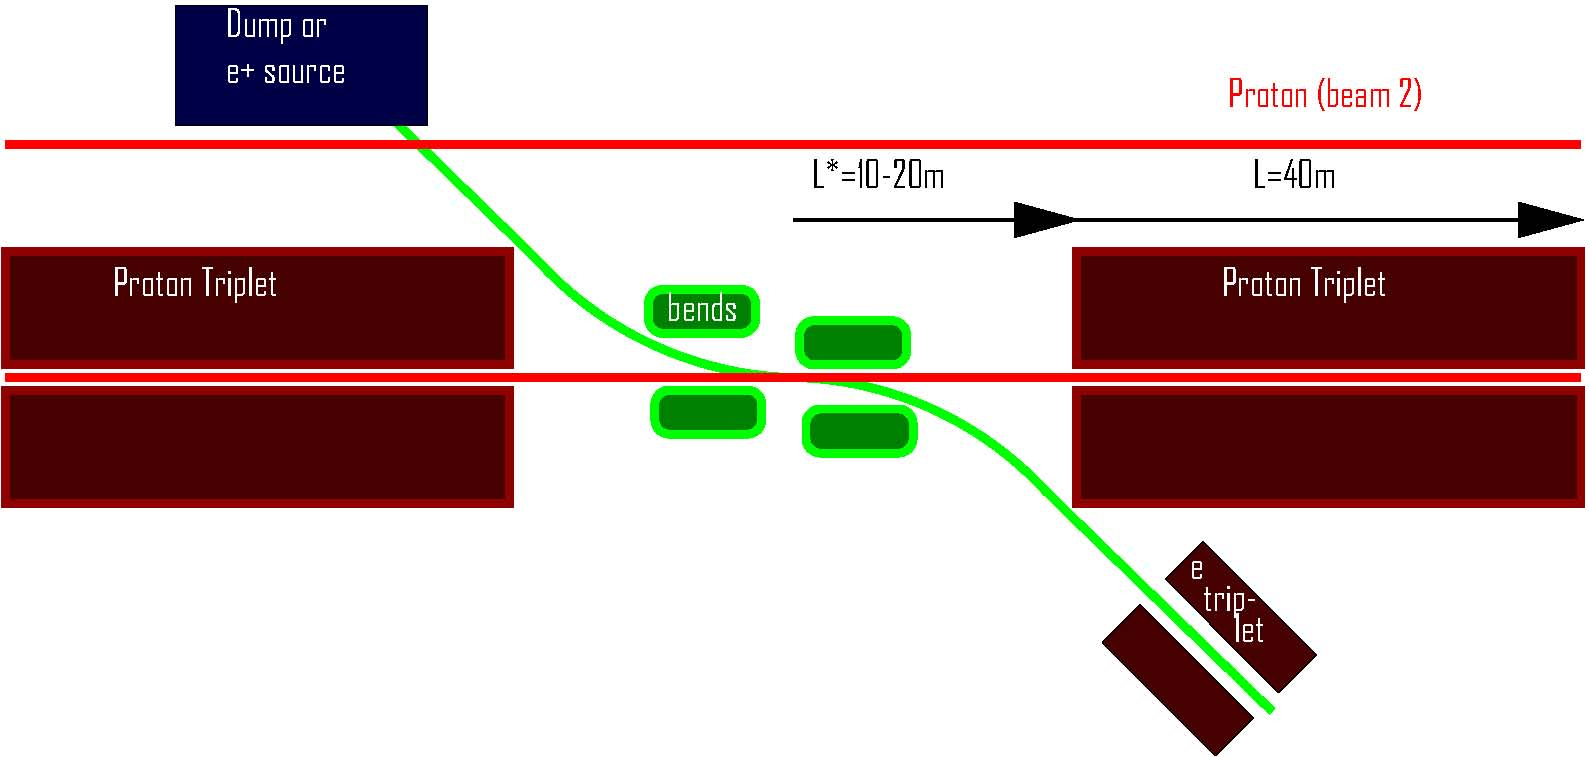 Dump or
e+ source
Proton (beam 2)
L*=10-20m
L=40m
Proton Triplet
Proton Triplet
bends
e
trip-
let